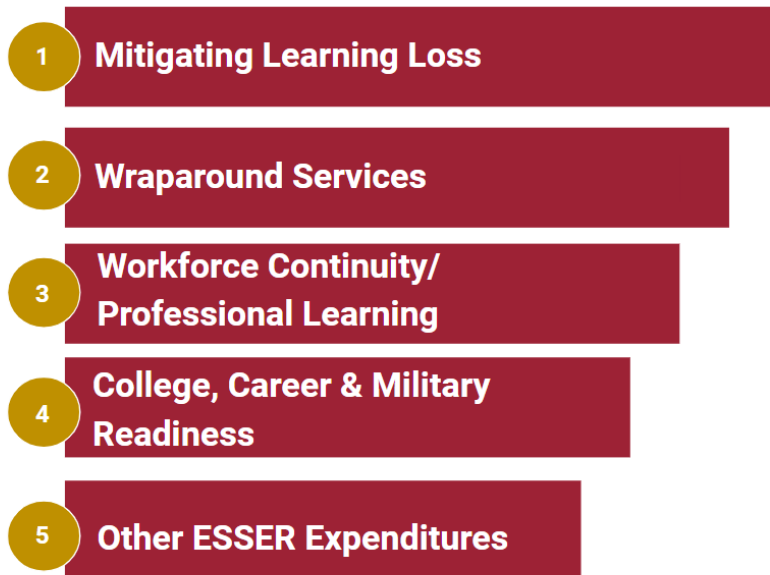 1
Mitigating Learning Loss
2
Wraparound Services
3
Workforce Continuity/
Professional Learning
4
College, Career & Military
Readiness
5
Other ESSER Expenditures